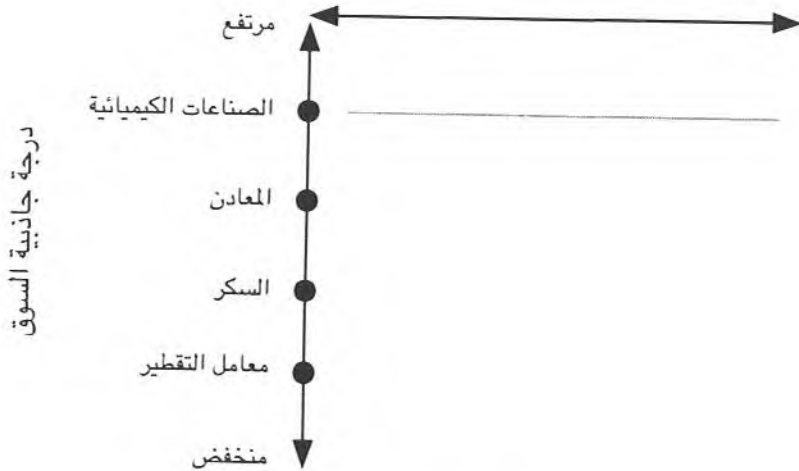 مرتفع
الصناعات الكيميائية
المعادن
السكر
معامل التقطير
منخفض
درجة جاذبية السوق